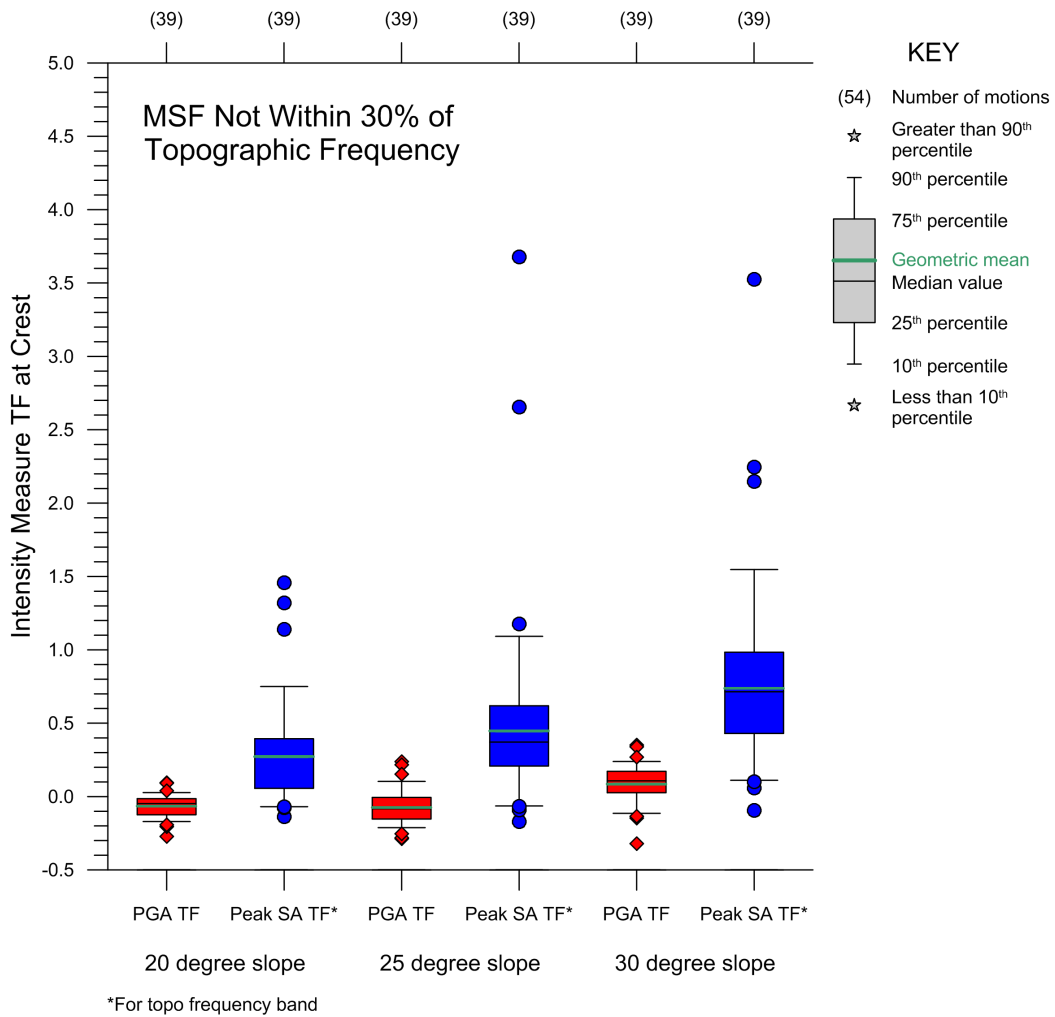 (39) (39) (39) (39) (39) (39)
MSF Not Within 30% of
Topographic Frequency
Intensity Measure TF at Crest
5.0
4.5
4.0
3.5
3.0
2.5
2.0
1.5
1.0
0.5
0.0
-0.5
PGA TF Peak SA TF* PGA TF Peak SA TF* PGA TF Peak SA TF*
20 degree slope 25 degree slope 30 degree slope
*For topo frequency band
KEY
(54) Number of motions
Greater than 90th
percentile
90th percentile
75th percentile
Geometric mean
Median value
25th percentile
10th percentile
Less than 10th
percentile